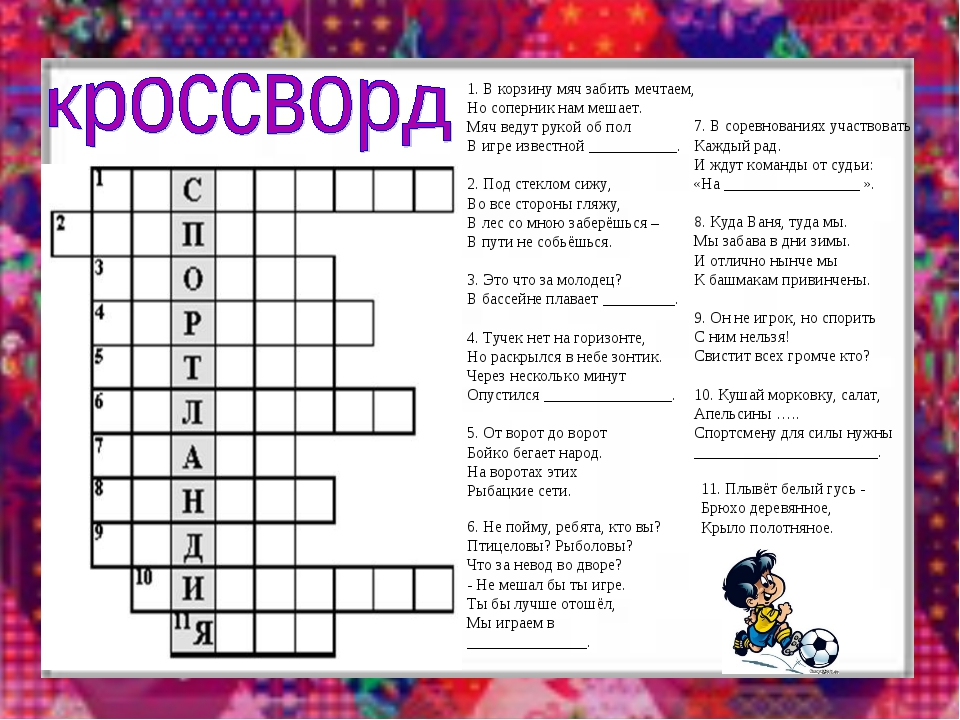 кроссворд
1 С
2 П
3 О
4 Р
5 Т
6 Л
7 А
8 Н
9 Д
10 И
11 Я
1. В корзину мяч забить мечтаем,
Но соперник нам мешает.
Мяч ведут рукой об пол
В игре известной ____________.
2. Под стеклом сижу,
Во все стороны гляжу,
В лес со мною заберёшься –
В пути не собьёшься.
3. Это что за молодец?
В бассейне плавает __________.
4. Тучек нет на горизонте,
Но раскрылся в небе зонтик.
Через несколько минут
Опустился _________________.
5. От ворот до ворот
Бойко бегает народ.
На воротах этих
Рыбацкие сети.
6. Не пойму, ребята, кто вы?
Птицеловы? Рыболовы?
Что за невод во дворе?
- Не мешал бы ты игре.
Ты бы лучше отошёл,
Мы играем в
________________.
7. В соревнованиях участвовать
Каждый рад.
И ждут команды от судьи:
«На __________________ ».
8. Куда Ваня, туда мы.
Мы забава в дни зимы.
И отлично нынче мы
К башмакам привинчены.
9. Он не игрок, но спорить
С ним нельзя!
Свистит всех громче кто?
10. Кушай морковку, салат,
Апельсины …..
Спортсмену для силы нужны
_________________________.
11. Плывёт белый гусь -
Брюхо деревянное,
Крыло полотняное.